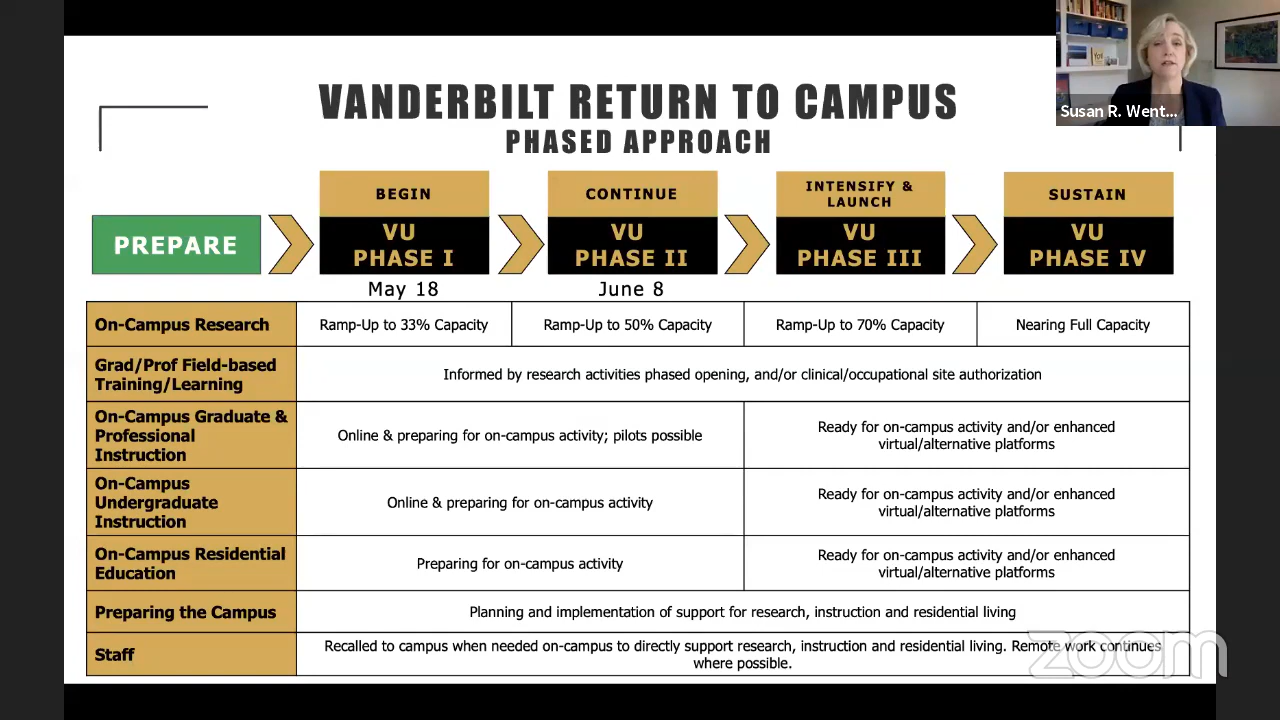 VANDERBILT RETURN TO CAMPUS
PHASED APPROACH
Susan R. Went...
PREPARE
BEGIN
VU
PHASE I
May 18
CONTINUE
VU
PHASE II
June 8
INTENSIFY &
LAUNCH
VU
PHASE III
SUSTAIN
VU
PHASE IV
On-Campus Research
Ramp-Up to 33% Capacity
Ramp-Up to 50% Capacity
Ramp-Up to 70% Capacity
Nearing Full Capacity
Grad/Prof Field-based
Training/Learning
Informed by research activities phased opening, and/or clinical/occupational site authorization
On-Campus Graduate &
Professional
Instruction
Online & preparing for on-campus activity; pilots possible
Ready for on-campus activity and/or enhanced
virtual/alternative platforms
On-Campus
Undergraduate
Instruction
Online & preparing for on-campus activity
Ready for on-campus activity and/or enhanced
virtual/alternative platforms
On-Campus Residential
Education
Preparing for on-campus activity
Ready for on-campus activity and/or enhanced
virtual/alternative platforms
Preparing the Campus
Planning and implementation of support for research, instruction and residential living
Staff
Recalled to campus when needed on-campus to directly support research, instruction and residential living. Remote work continues
where possible.
zoom